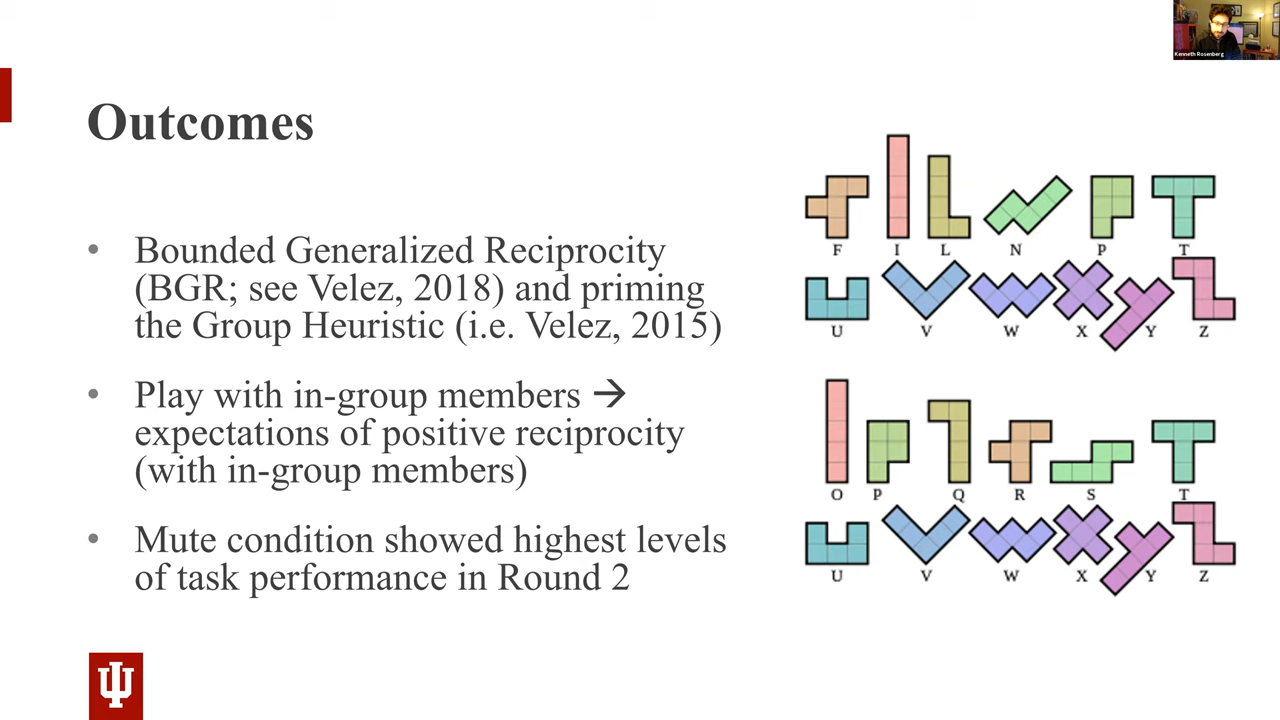 Kenneth Rosenberg
Outcomes
• Bounded Generalized Reciprocity
(BGR; see Velez, 2018) and priming
the Group Heuristic (i.e. Velez, 2015)
• Play with in-group members →
expectations of positive reciprocity
(with in-group members)
• Mute condition showed highest levels
of task performance in Round 2
F I L N P T
U V W X Y Z
O P Q R S T
U V W X Y Z